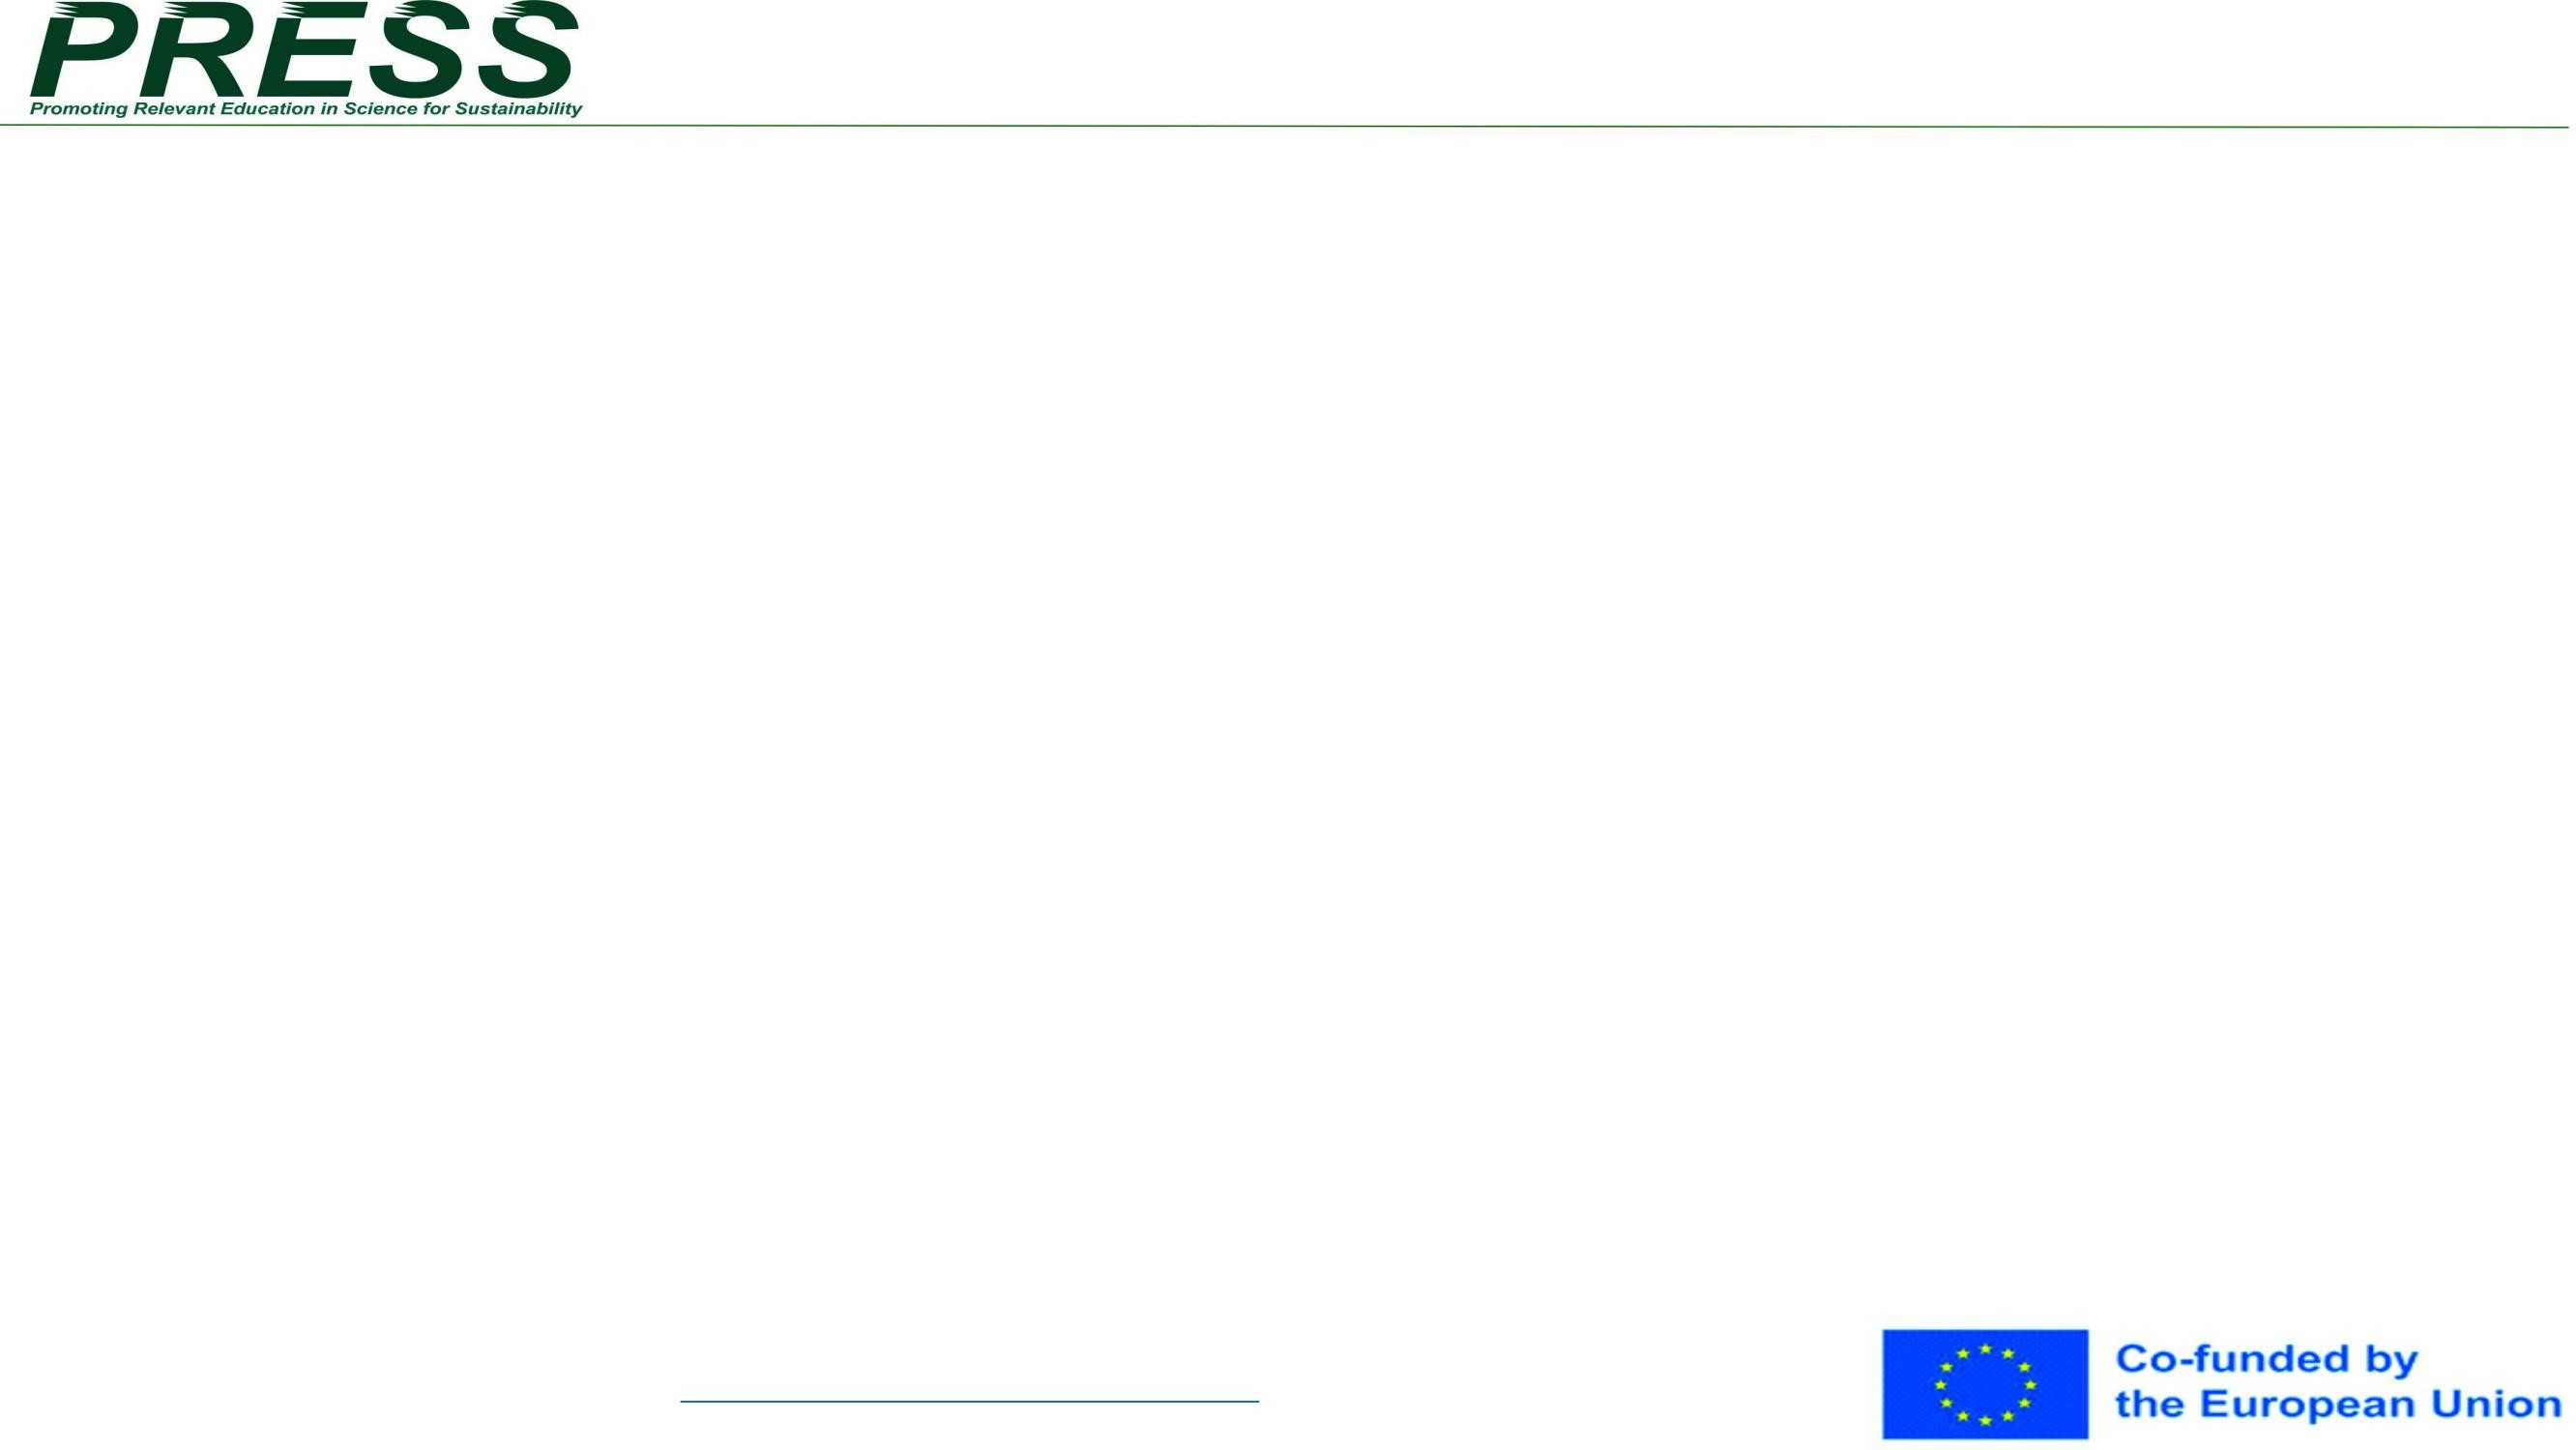 PRESS
Promoting Relevant Education in Science for Sustainability
Co-funded by
the European Union